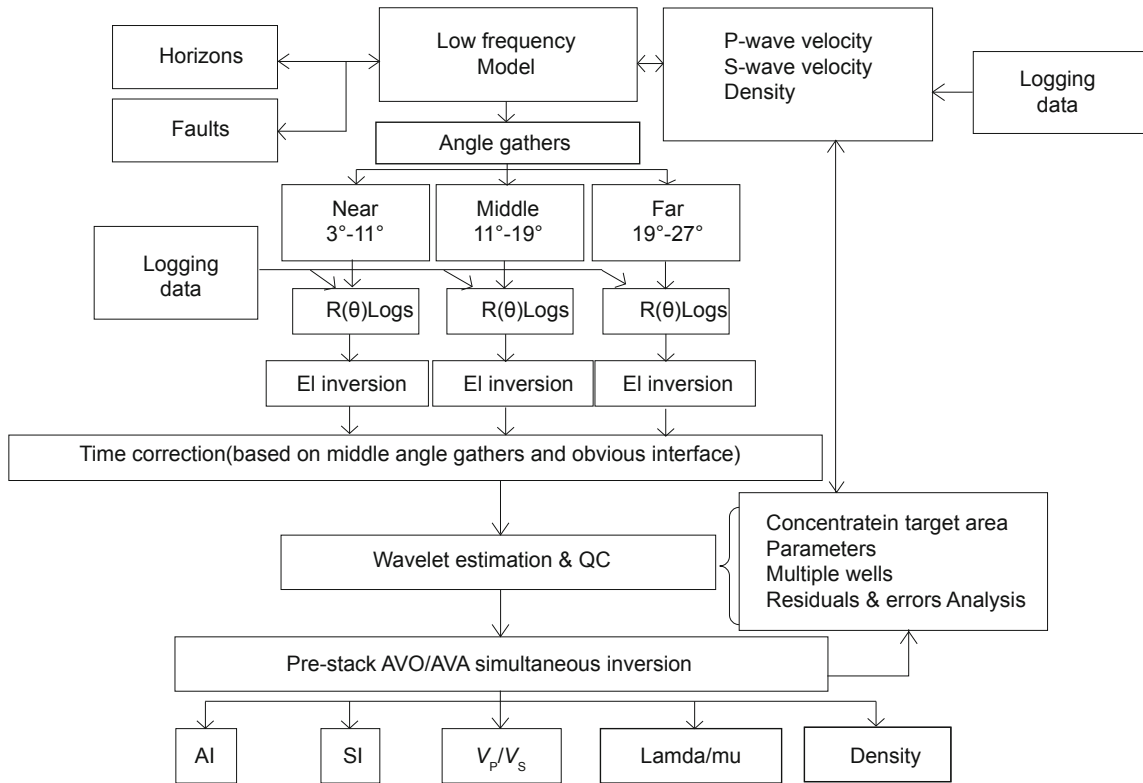 Horizons
Faults
Low frequency
Model
P-wave velocity
S-wave velocity
Density
Logging
data
Angle gathers
Near
3°-11°
Middle
11°-19°
Far
19°-27°
Logging
data
R(θ)Logs
R(θ)Logs
R(θ)Logs
EI inversion
EI inversion
EI inversion
Time correction(based on middle angle gathers and obvious interface)
Wavelet estimation & QC
Concentratein target area
Parameters
Multiple wells
Residuals & errors Analysis
Pre-stack AVO/AVA simultaneous inversion
AI
SI
VP/VS
Lamda/mu
Density